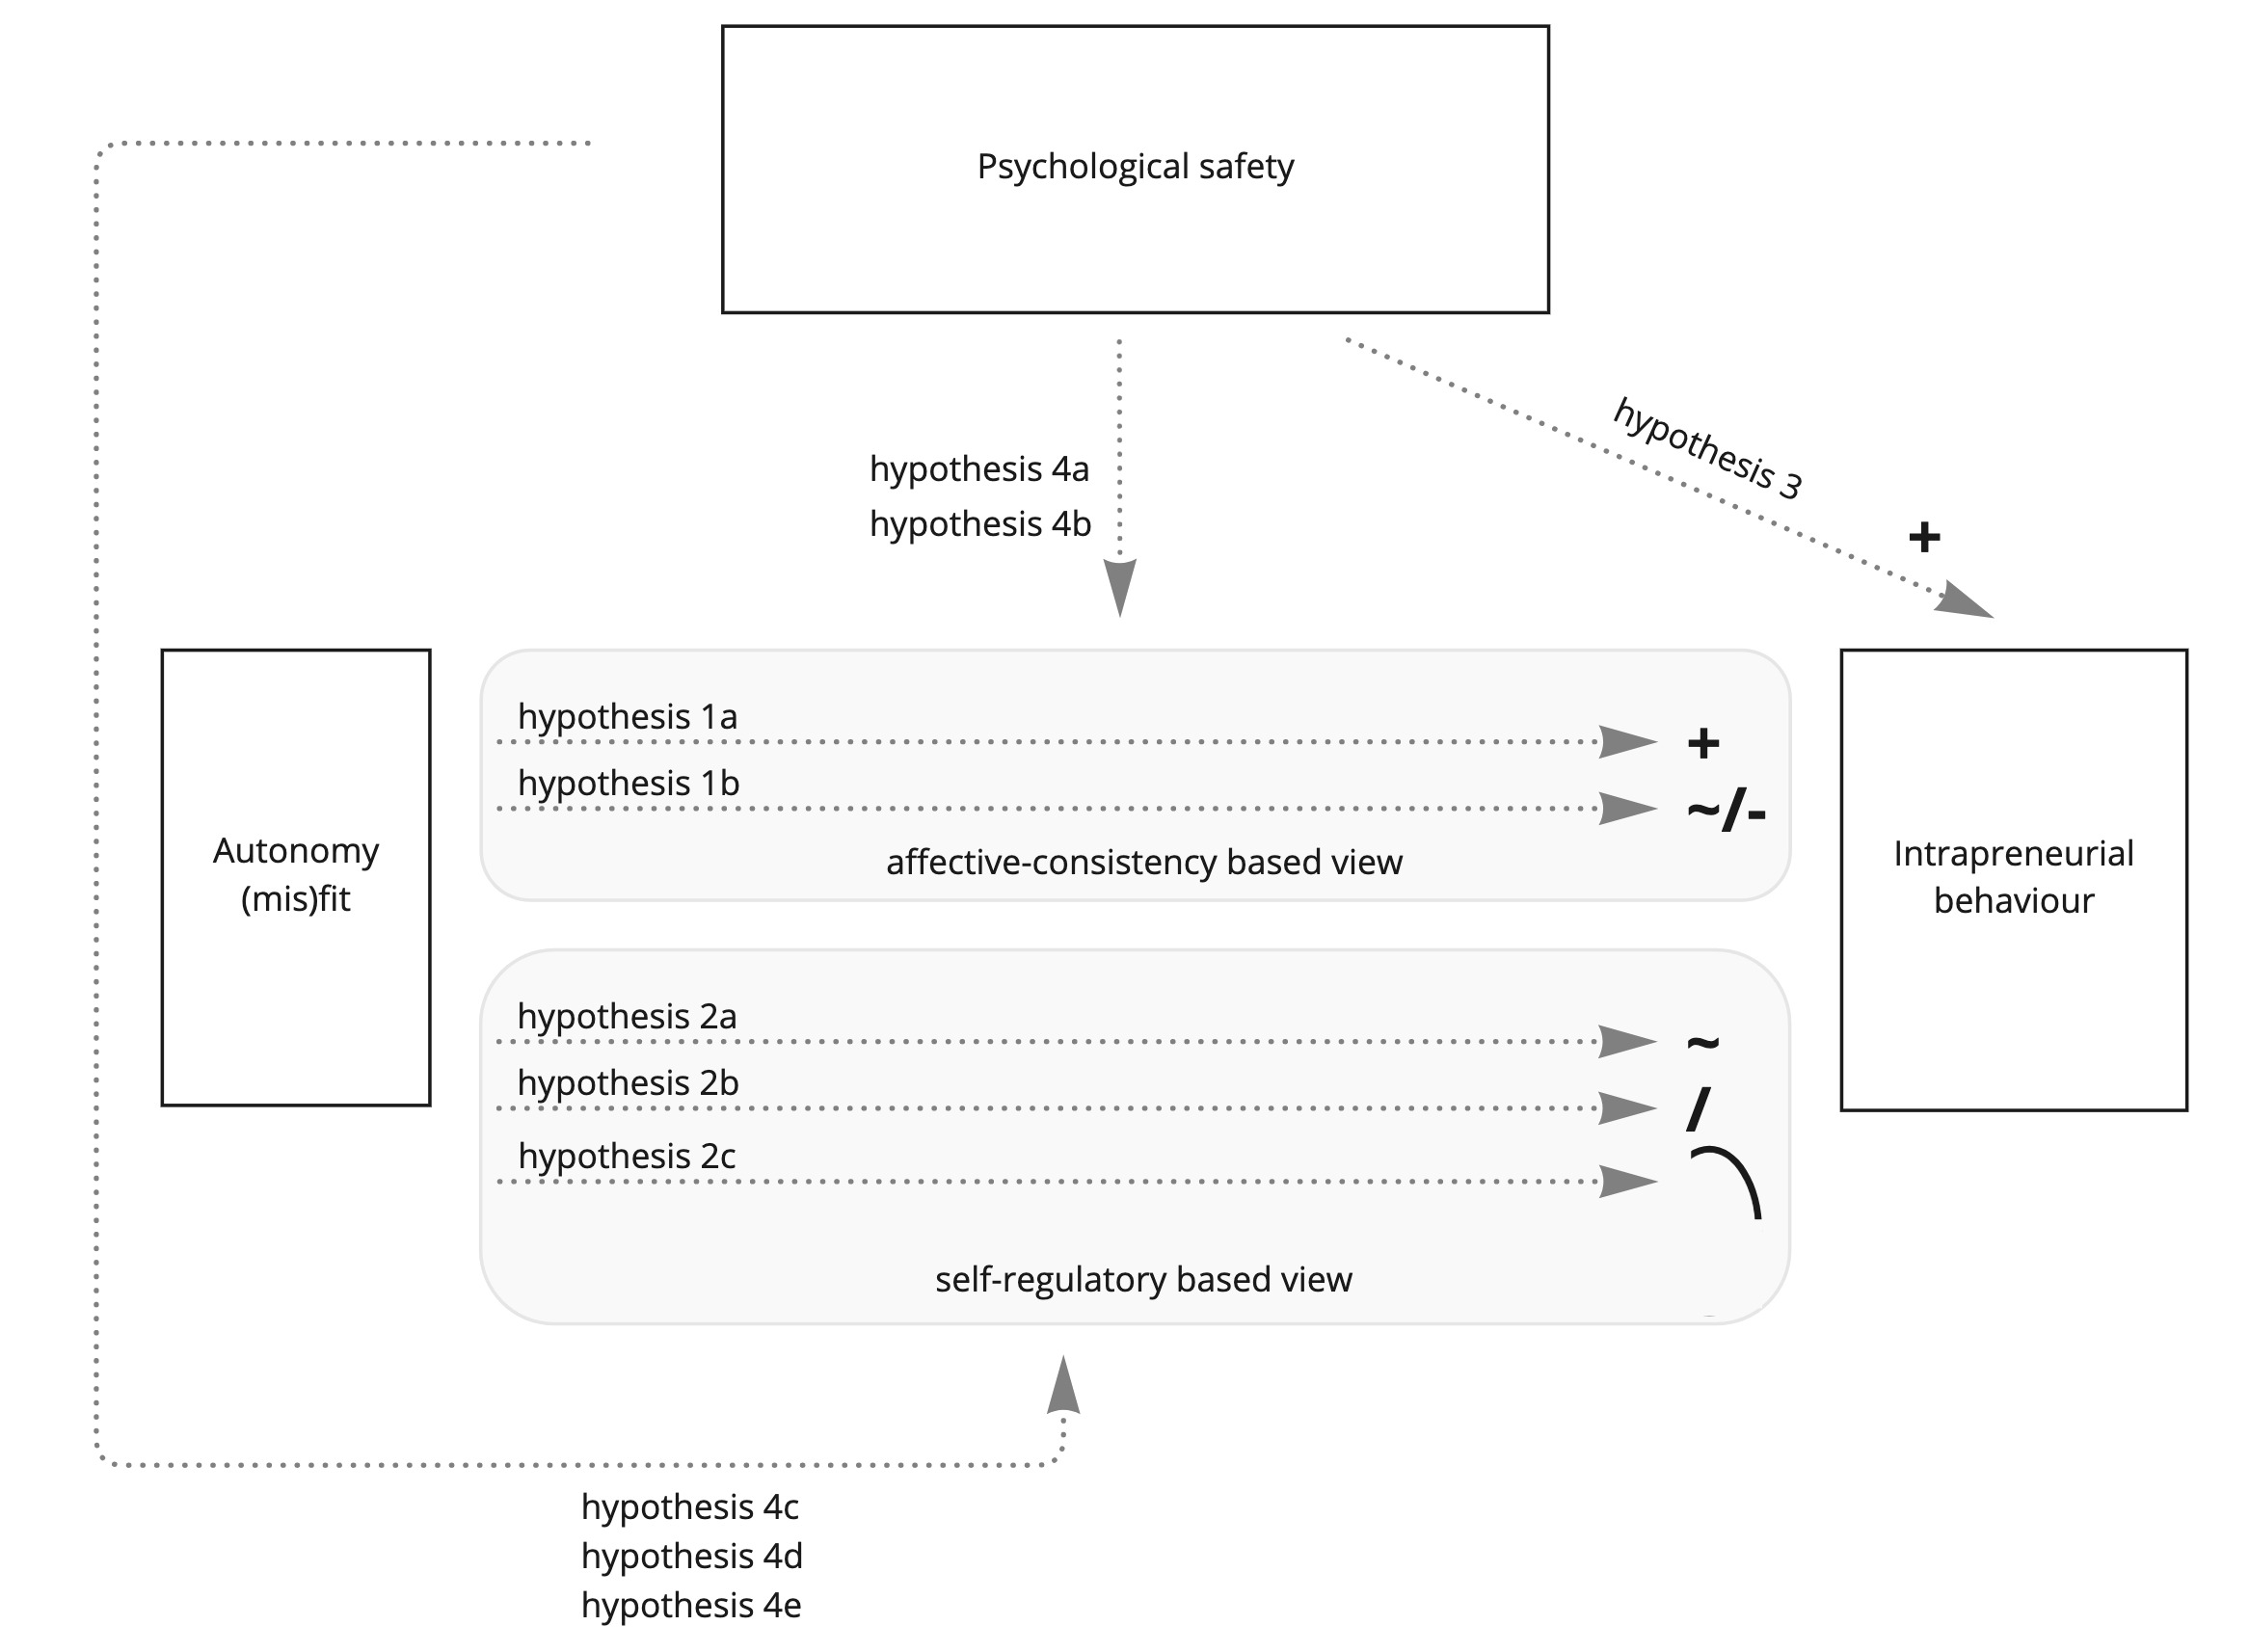 Psychological safety
hypothesis 3
+
hypothesis 4a
hypothesis 4b
Autonomy
(mis)fit
hypothesis 1a
+
hypothesis 1b
~/-
affective-consistency based view
Intrapreneurial
behaviour
hypothesis 2a
~
hypothesis 2b
/
hypothesis 2c
self-regulatory based view
hypothesis 4c
hypothesis 4d
hypothesis 4e